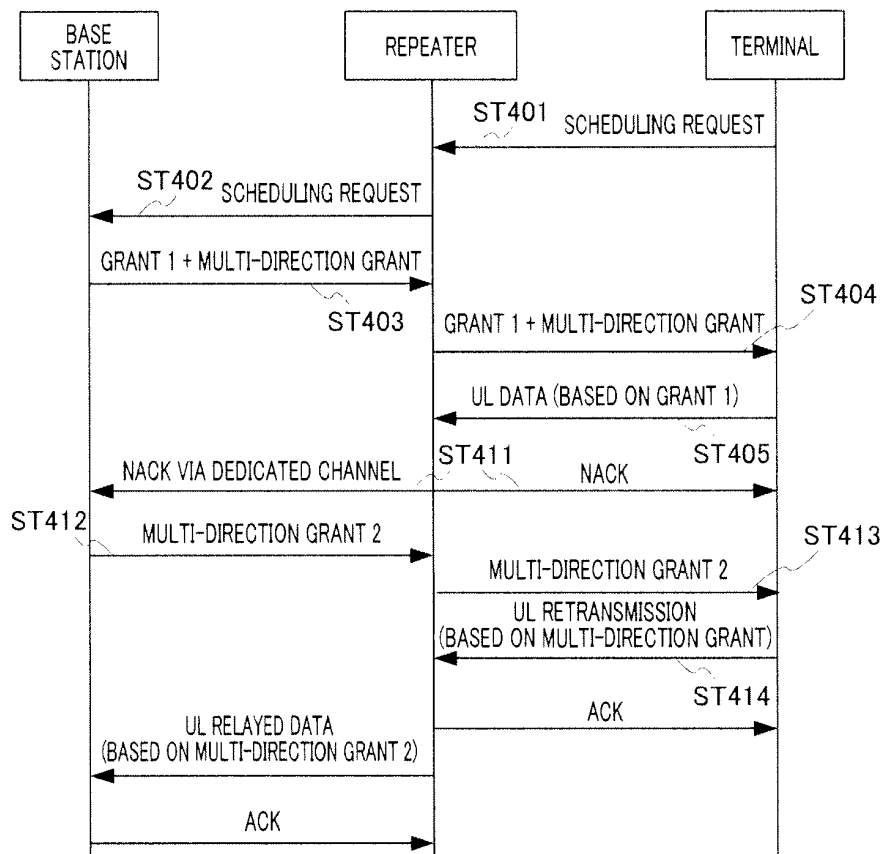 BASE
STATION
REPEATER
TERMINAL
ST401
SCHEDULING REQUEST
ST402
SCHEDULING REQUEST
GRANT 1 + MULTI-DIRECTION GRANT
ST403
ST404
GRANT 1 + MULTI-DIRECTION GRANT
UL DATA (BASED ON GRANT 1)
ST405
NACK VIA DEDICATED CHANNEL
ST411
NACK
ST412
MULTI-DIRECTION GRANT 2
ST413
MULTI-DIRECTION GRANT 2
UL RETRANSMISSION
(BASED ON MULTI-DIRECTION GRANT)
ST414
ACK
UL RELAYED DATA
(BASED ON MULTI-DIRECTION GRANT 2)
ACK